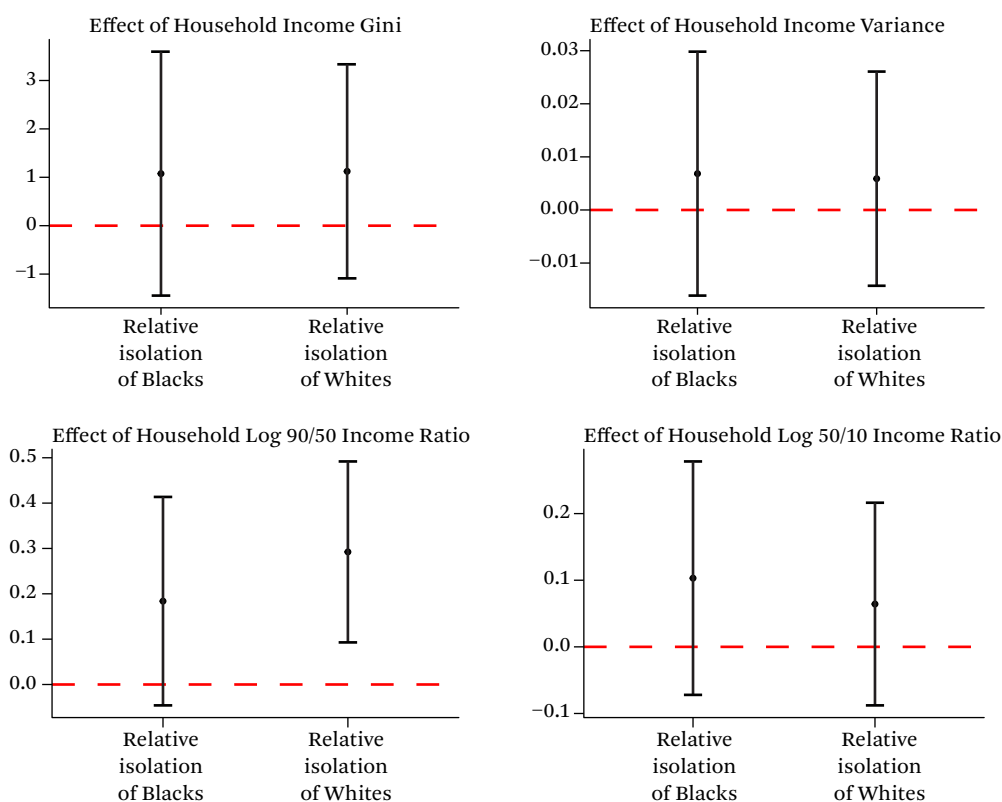 Effect of Household Income Gini
3
2
1
0
−1
Relative
isolation
of Blacks
Relative
isolation
of Whites
Effect of Household Income Variance
0.03
0.02
0.01
0.00
−0.01
Relative
isolation
of Blacks
Relative
isolation
of Whites
Effect of Household Log 90/50 Income Ratio
0.5
0.4
0.3
0.2
0.1
0.0
Relative
isolation
of Blacks
Relative
isolation
of Whites
Effect of Household Log 50/10 Income Ratio
0.2
0.1
0.0
−0.1
Relative
isolation
of Blacks
Relative
isolation
of Whites